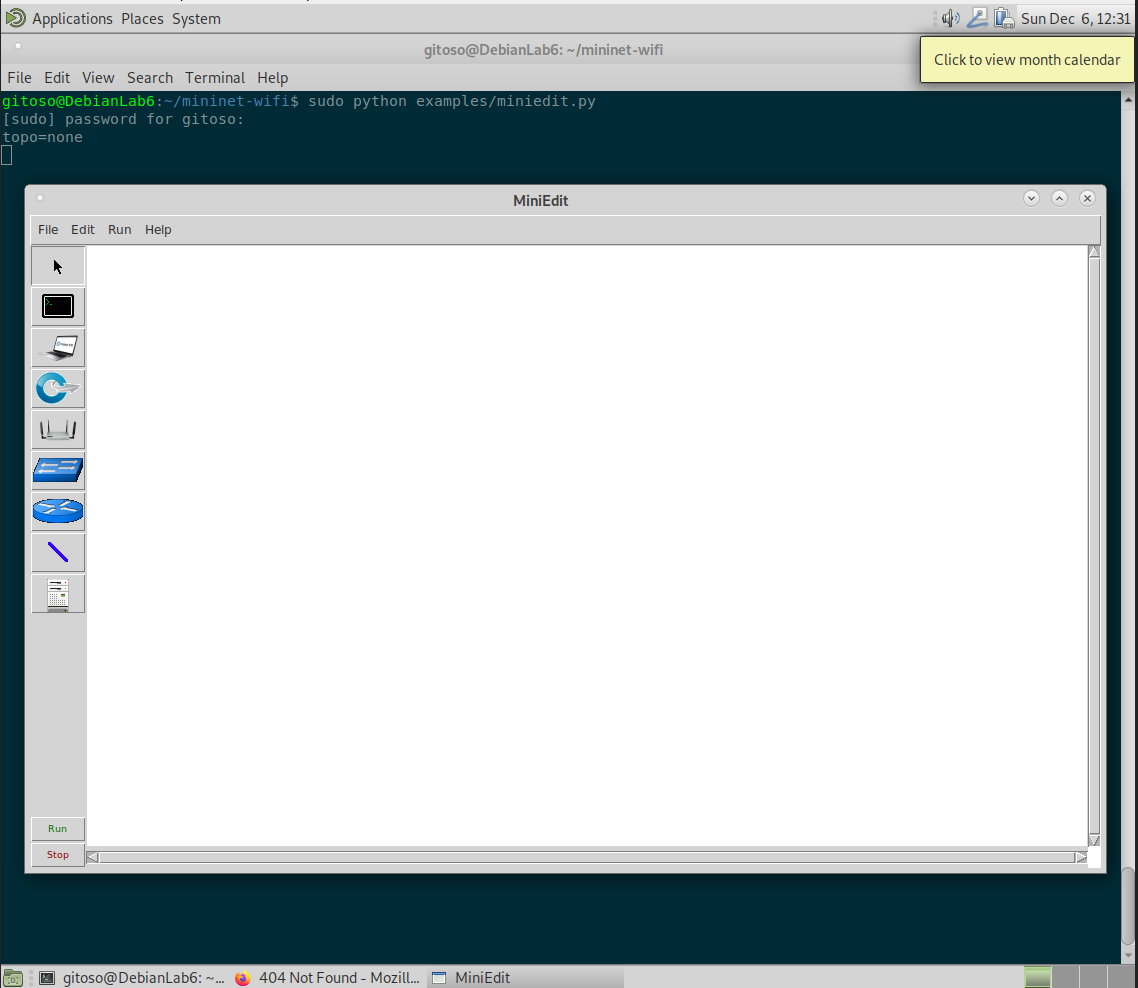 Applications Places System
Sun Dec 6, 12:31
gitoso@DebianLab6: ~/mininet-wifi
Click to view month calendar
File Edit View Search Terminal Help
gitoso@DebianLab6:~/mininet-wifi$ sudo python examples/miniedit.py
[sudo] password for gitoso:
topo=none
MiniEdit
File Edit Run Help
Run
Stop
gitoso@DebianLab6: ~...
404 Not Found - Mozill...
MiniEdit